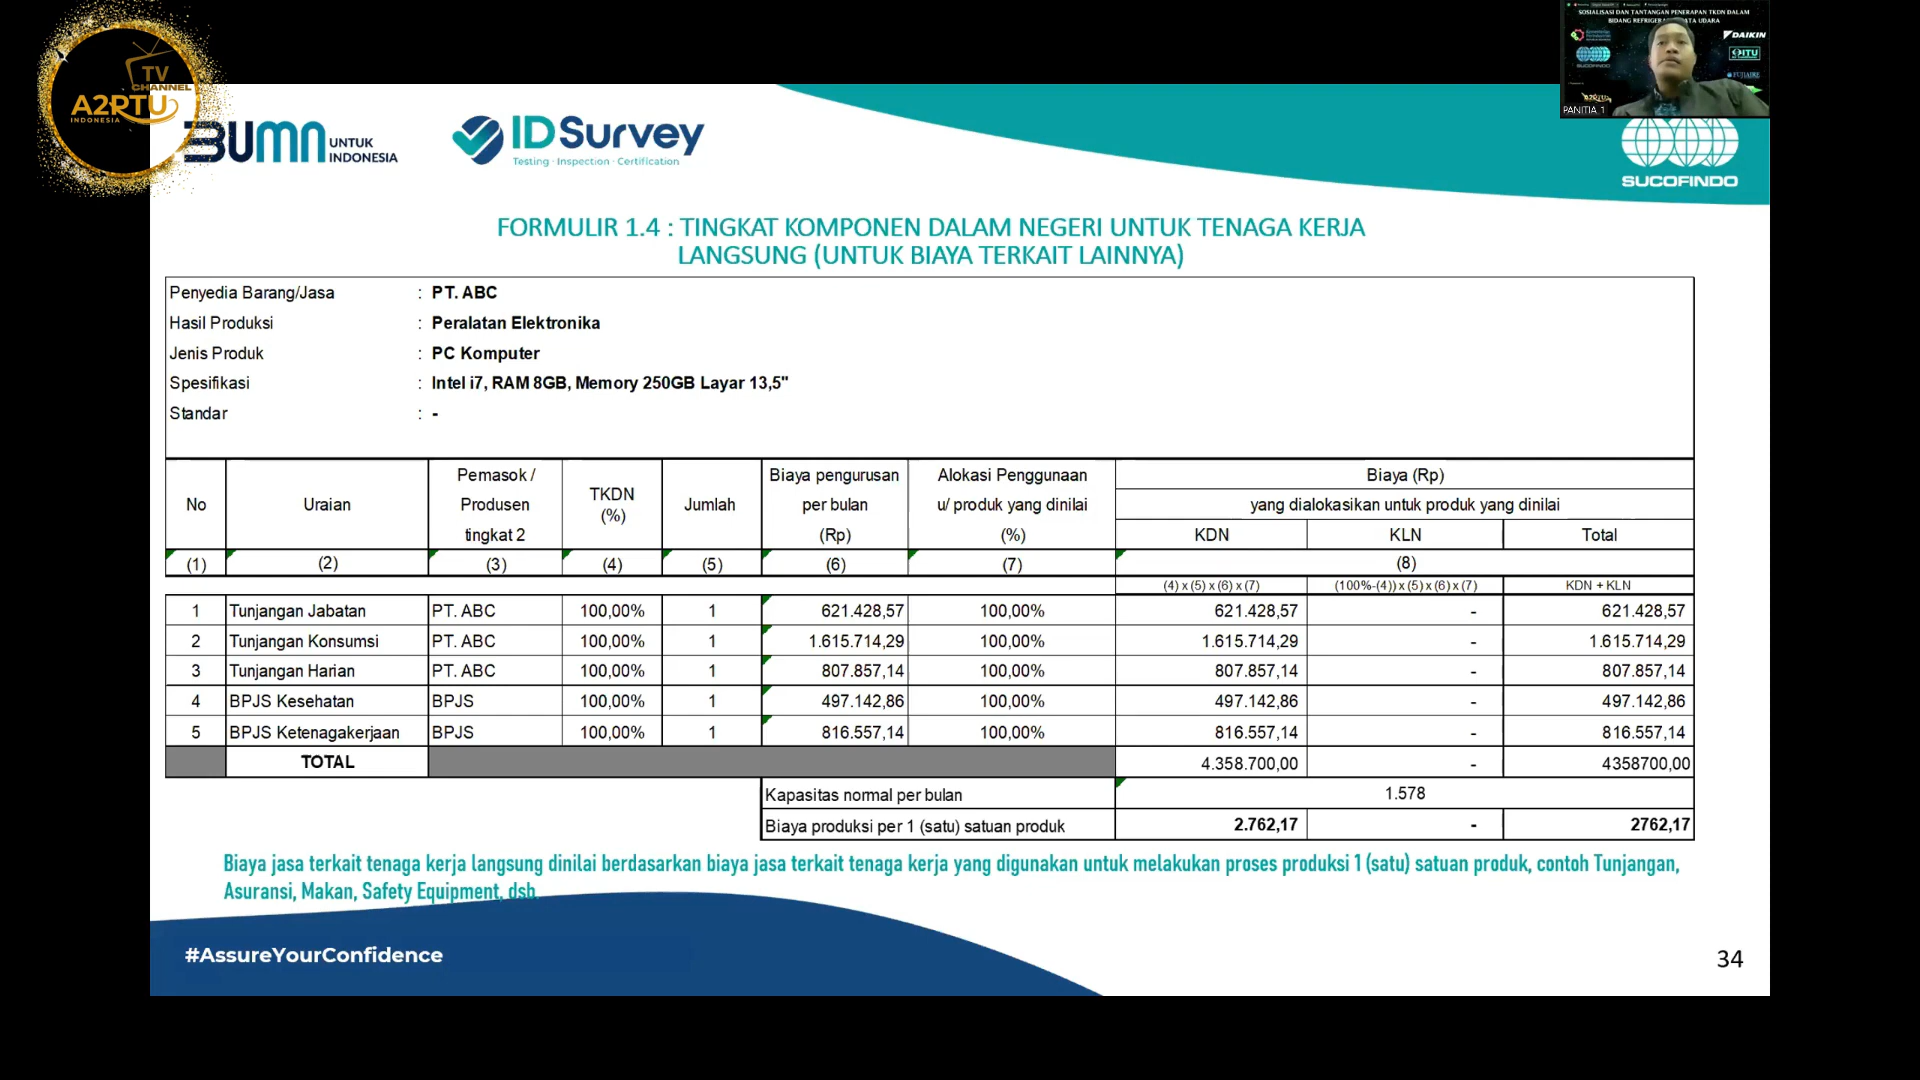 TV
CHANNEL
A2RTU
INDONESIA
BUMN UNTUK INDONESIA
IDSurvey
Testing · Inspection · Certification
SOSIALISASI DAN TANTANGAN PENERAPAN TKDN DALAM
DAIKIN
SUCOFINDO
ITU
FUJIAIRE
PANITIA_1
SUCOFINDO
FORMULIR 1.4 : TINGKAT KOMPONEN DALAM NEGERI UNTUK TENAGA KERJA
LANGSUNG (UNTUK BIAYA TERKAIT LAINNYA)
Penyedia Barang/Jasa : PT. ABC
Hasil Produksi : Peralatan Elektronika
Jenis Produk : PC Komputer
Spesifikasi : Intel i7, RAM 8GB, Memory 250GB Layar 13,5"
Standar : -
No Uraian Pemasok / Produsen tingkat 2 TKDN (%) Jumlah Biaya pengurusan per bulan (Rp) Alokasi Penggunaan u/ produk yang dinilai (%) Biaya (Rp)
yang dialokasikan untuk produk yang dinilai
KDN KLN Total
(1) (2) (3) (4) (5) (6) (7) (8)
(4) x (5) x (6) x (7) (100%-(4)) x (5) x (6) x (7) KDN + KLN
1 Tunjangan Jabatan PT. ABC 100,00% 1 621.428,57 100,00% 621.428,57 - 621.428,57
2 Tunjangan Konsumsi PT. ABC 100,00% 1 1.615.714,29 100,00% 1.615.714,29 - 1.615.714,29
3 Tunjangan Harian PT. ABC 100,00% 1 807.857,14 100,00% 807.857,14 - 807.857,14
4 BPJS Kesehatan BPJS 100,00% 1 497.142,86 100,00% 497.142,86 - 497.142,86
5 BPJS Ketenagakerjaan BPJS 100,00% 1 816.557,14 100,00% 816.557,14 - 816.557,14
TOTAL 4.358.700,00 - 4358700,00
Kapasitas normal per bulan 1.578
Biaya produksi per 1 (satu) satuan produk 2.762,17 - 2762,17
Biaya jasa terkait tenaga kerja langsung dinilai berdasarkan biaya jasa terkait tenaga kerja yang digunakan untuk melakukan proses produksi 1 (satu) satuan produk, contoh Tunjangan,
Asuransi, Makan, Safety Equipment, dsb.
#AssureYourConfidence
34